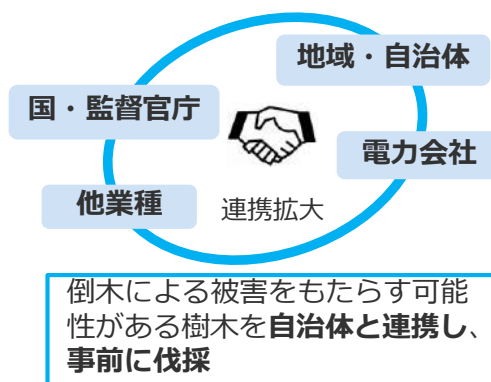 地域・自治体
国・監督官庁
電力会社
他業種
連携拡大
倒木による被害をもたらす可能
性がある樹木を自治体と連携し、
事前に伐採